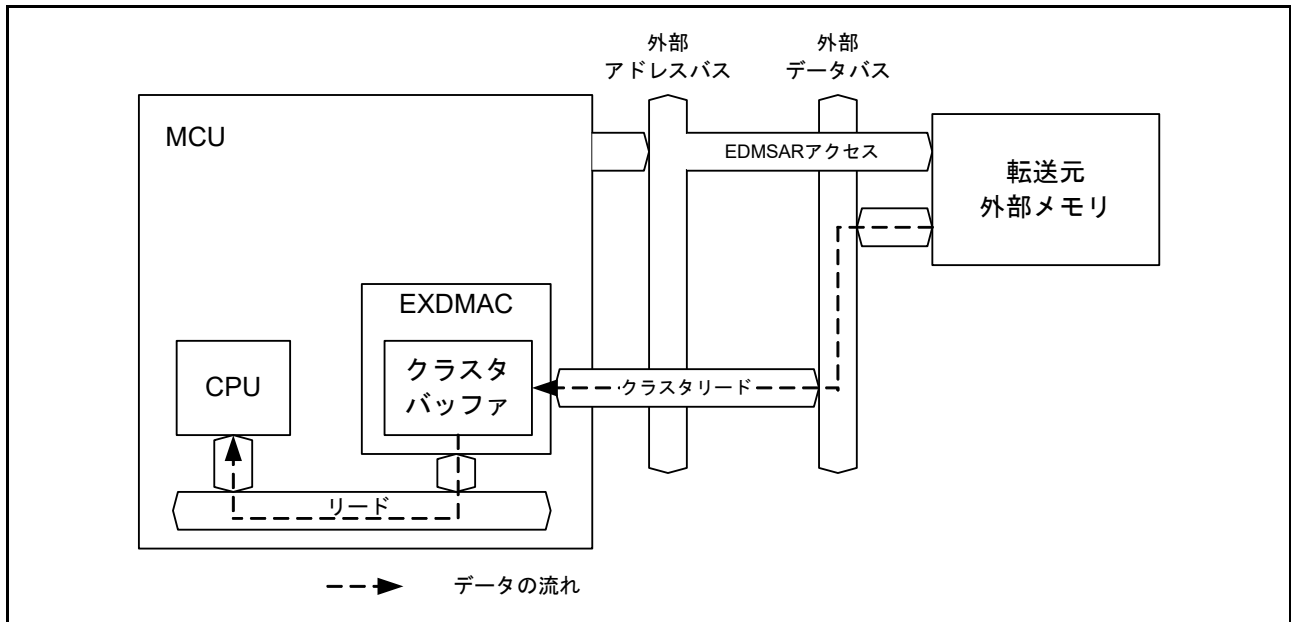 外部
アドレスバス
外部
データバス
MCU
EDMSARアクセス
転送元
外部メモリ
EXDMAC
CPU
クラスタ
バッファ
クラスタリード
リード
データの流れ